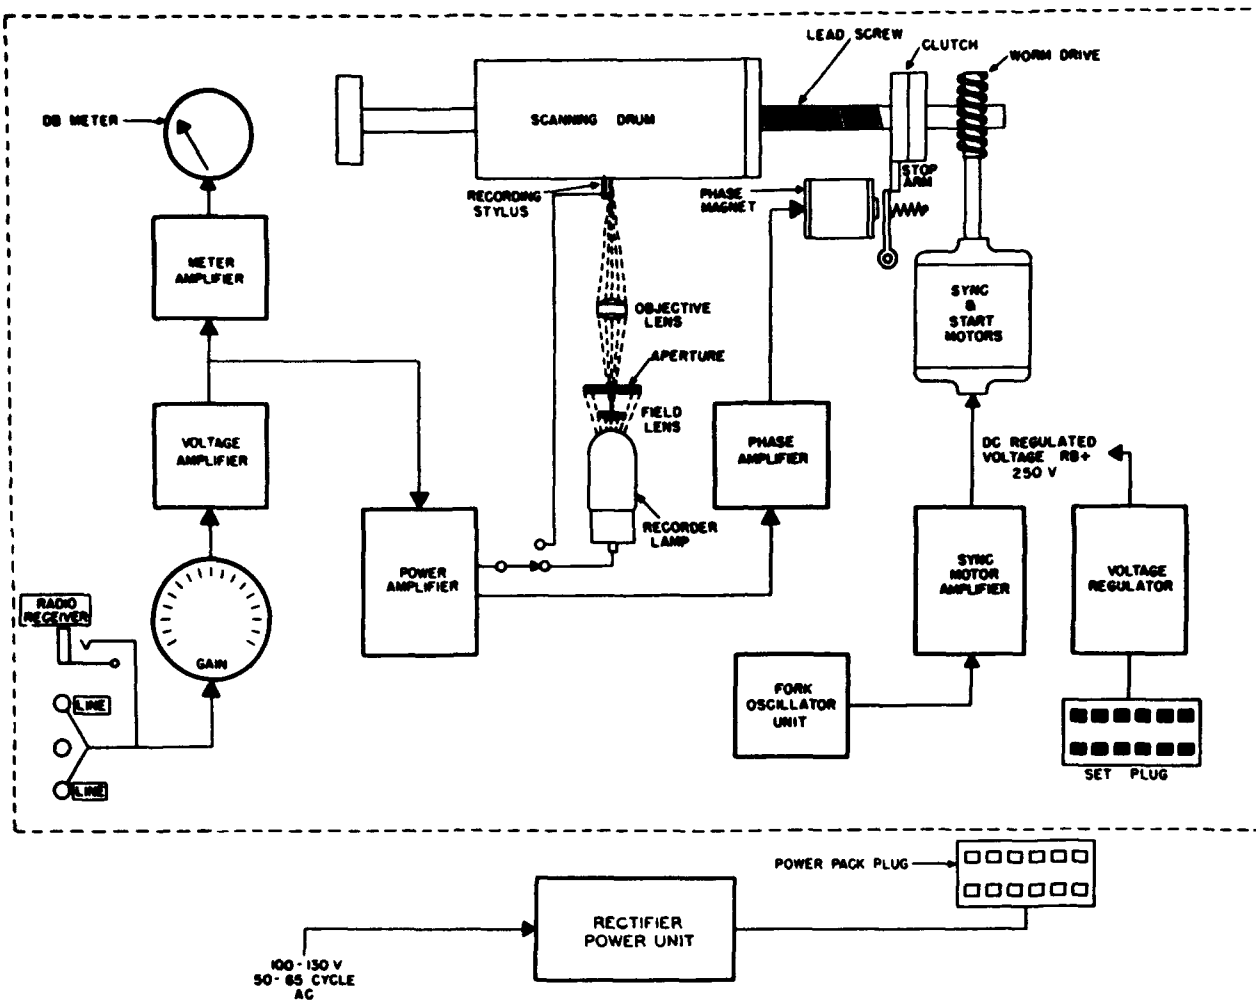 LEAD SCREW
CLUTCH
WORM DRIVE
DB METER
SCANNING DRUM
RECORDING
STYLUS
PHASE
MAGNET
STOP
ARM
METER
AMPLIFIER
OBJECTIVE
LENS
SYNC
&
START
MOTORS
APERTURE
FIELD
LENS
VOLTAGE
AMPLIFIER
PHASE
AMPLIFIER
DC REGULATED
VOLTAGE RB+
250 V
RECORDER
LAMP
POWER
AMPLIFIER
SYNC
MOTOR
AMPLIFIER
VOLTAGE
REGULATOR
RADIO
RECEIVER
GAIN
LINE
LINE
FORK
OSCILLATOR
UNIT
SET PLUG
POWER PACK PLUG
RECTIFIER
POWER UNIT
100-130 V
50-65 CYCLE
AC